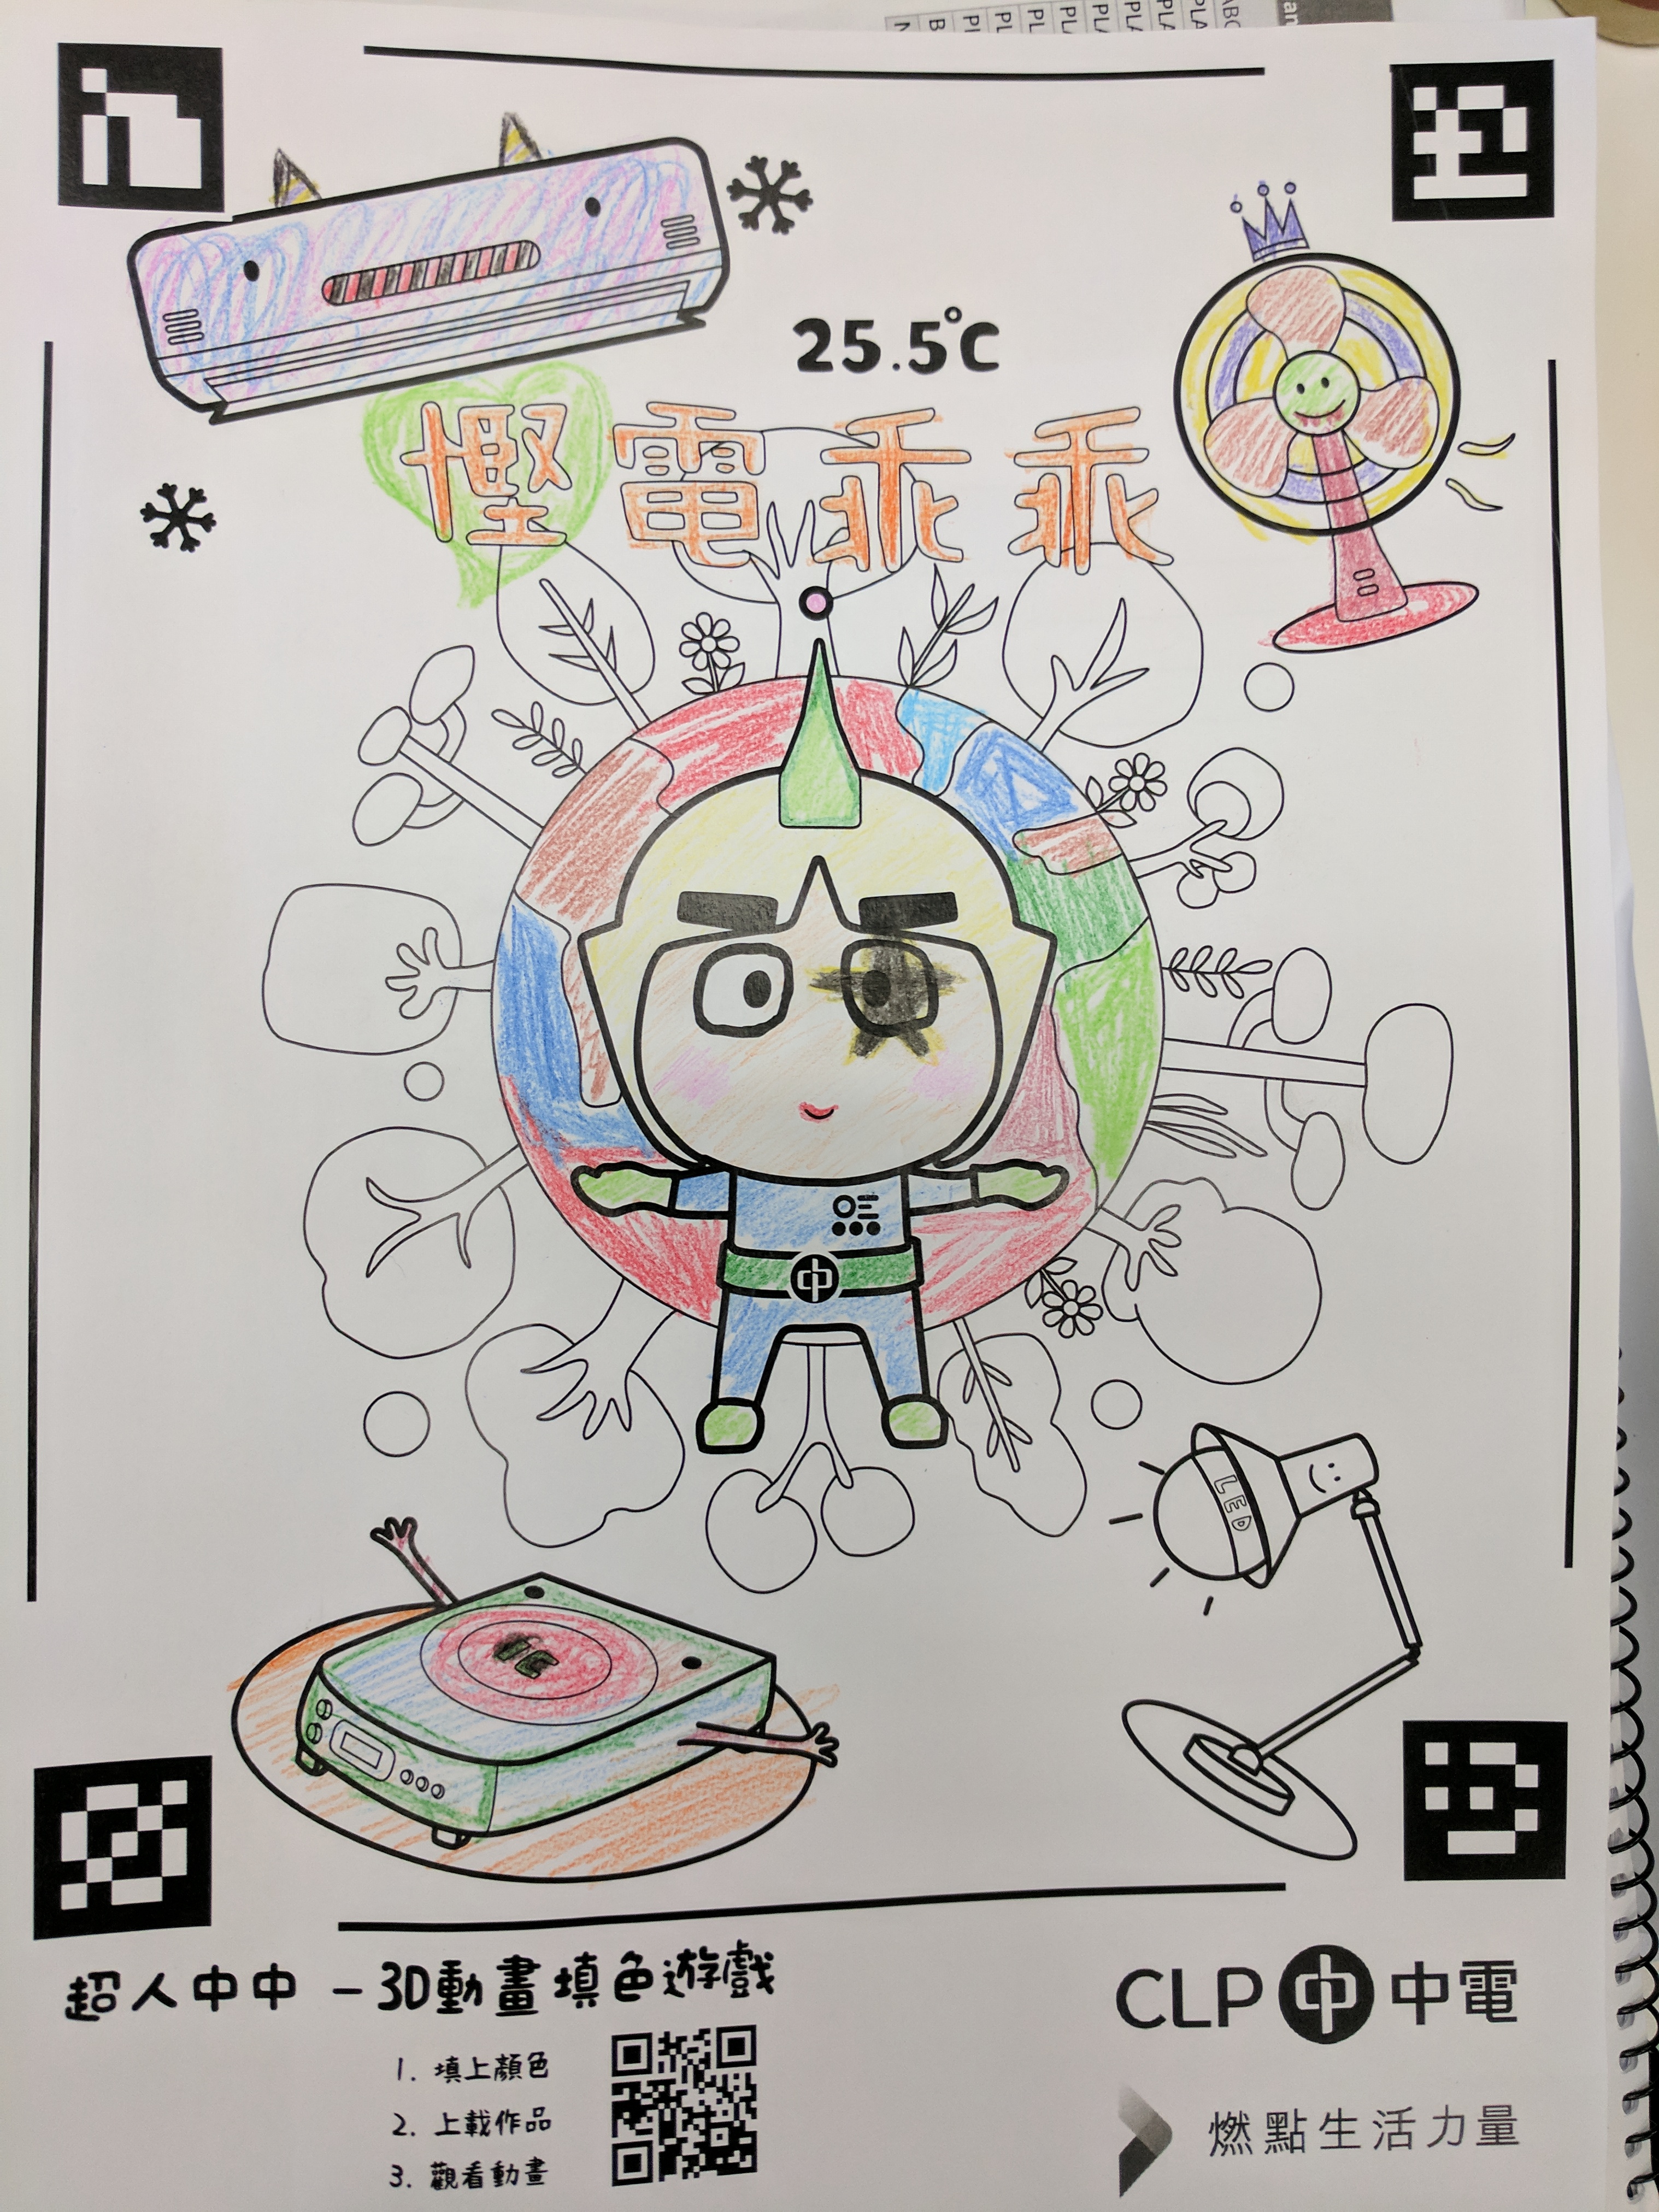 25.5°C
慳電乖乖
LED
超人中中 - 3D動畫填色遊戲
1. 填上顏色
2. 上載作品
3. 觀看動畫
CLP 中電
燃點生活力量